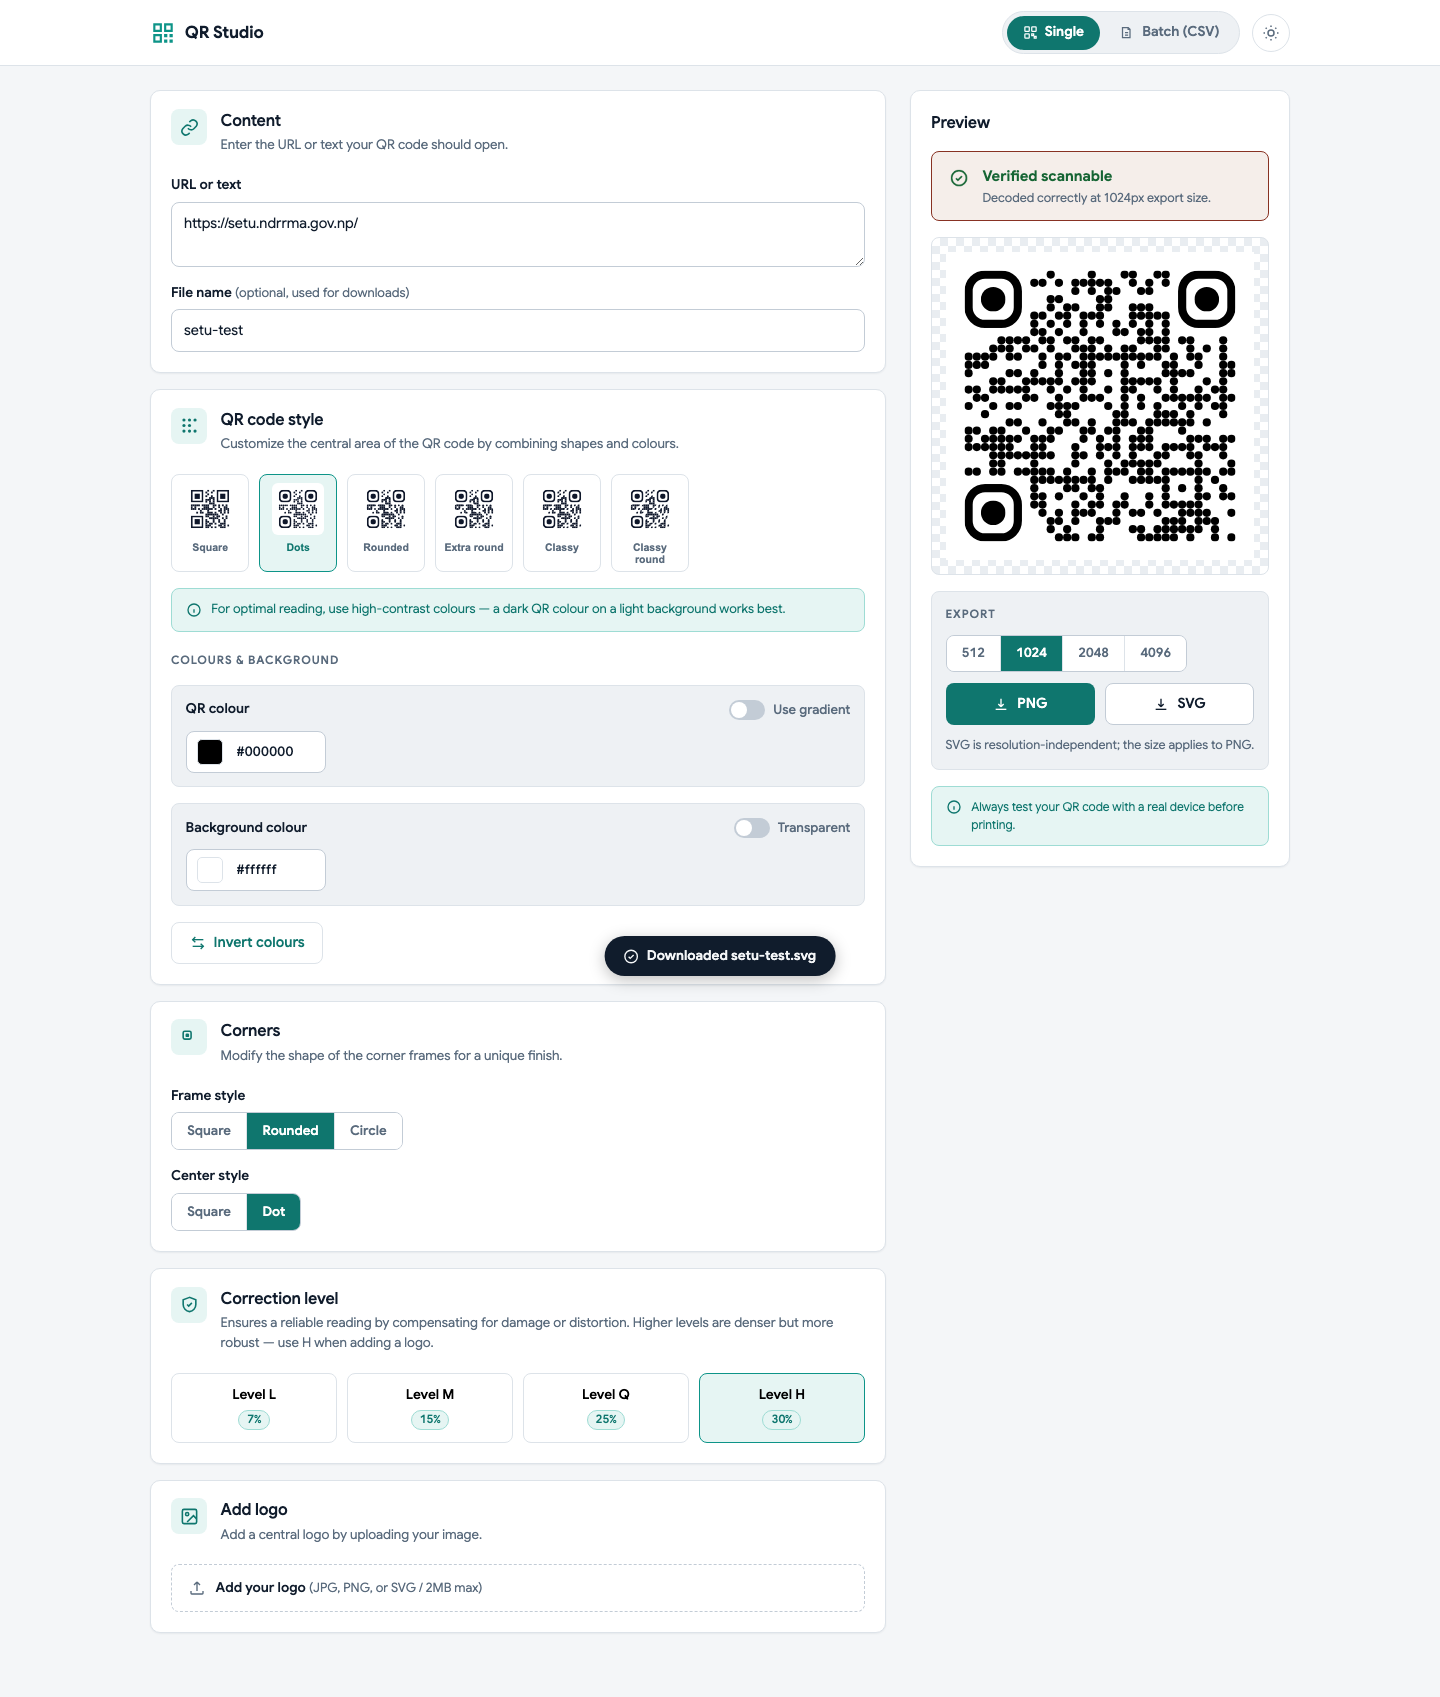 QR Studio
Single
Batch (CSV)
Content
Enter the URL or text your QR code should open.
URL or text
https://setu.ndrrma.gov.np/
File name (optional, used for downloads)
setu-test
QR code style
Customize the central area of the QR code by combining shapes and colours.
Square
Dots
Rounded
Extra round
Classy
Classy
round
For optimal reading, use high-contrast colours — a dark QR colour on a light background works best.
COLOURS & BACKGROUND
QR colour
Use gradient
#000000
Background colour
Transparent
#ffffff
Invert colours
Downloaded setu-test.svg
Corners
Modify the shape of the corner frames for a unique finish.
Frame style
Square
Rounded
Circle
Center style
Square
Dot
Correction level
Ensures a reliable reading by compensating for damage or distortion. Higher levels are denser but more
robust — use H when adding a logo.
Level L
7%
Level M
15%
Level Q
25%
Level H
30%
Add logo
Add a central logo by uploading your image.
Add your logo (JPG, PNG, or SVG / 2MB max)
Preview
Verified scannable
Decoded correctly at 1024px export size.
EXPORT
512
1024
2048
4096
PNG
SVG
SVG is resolution-independent; the size applies to PNG.
Always test your QR code with a real device before
printing.